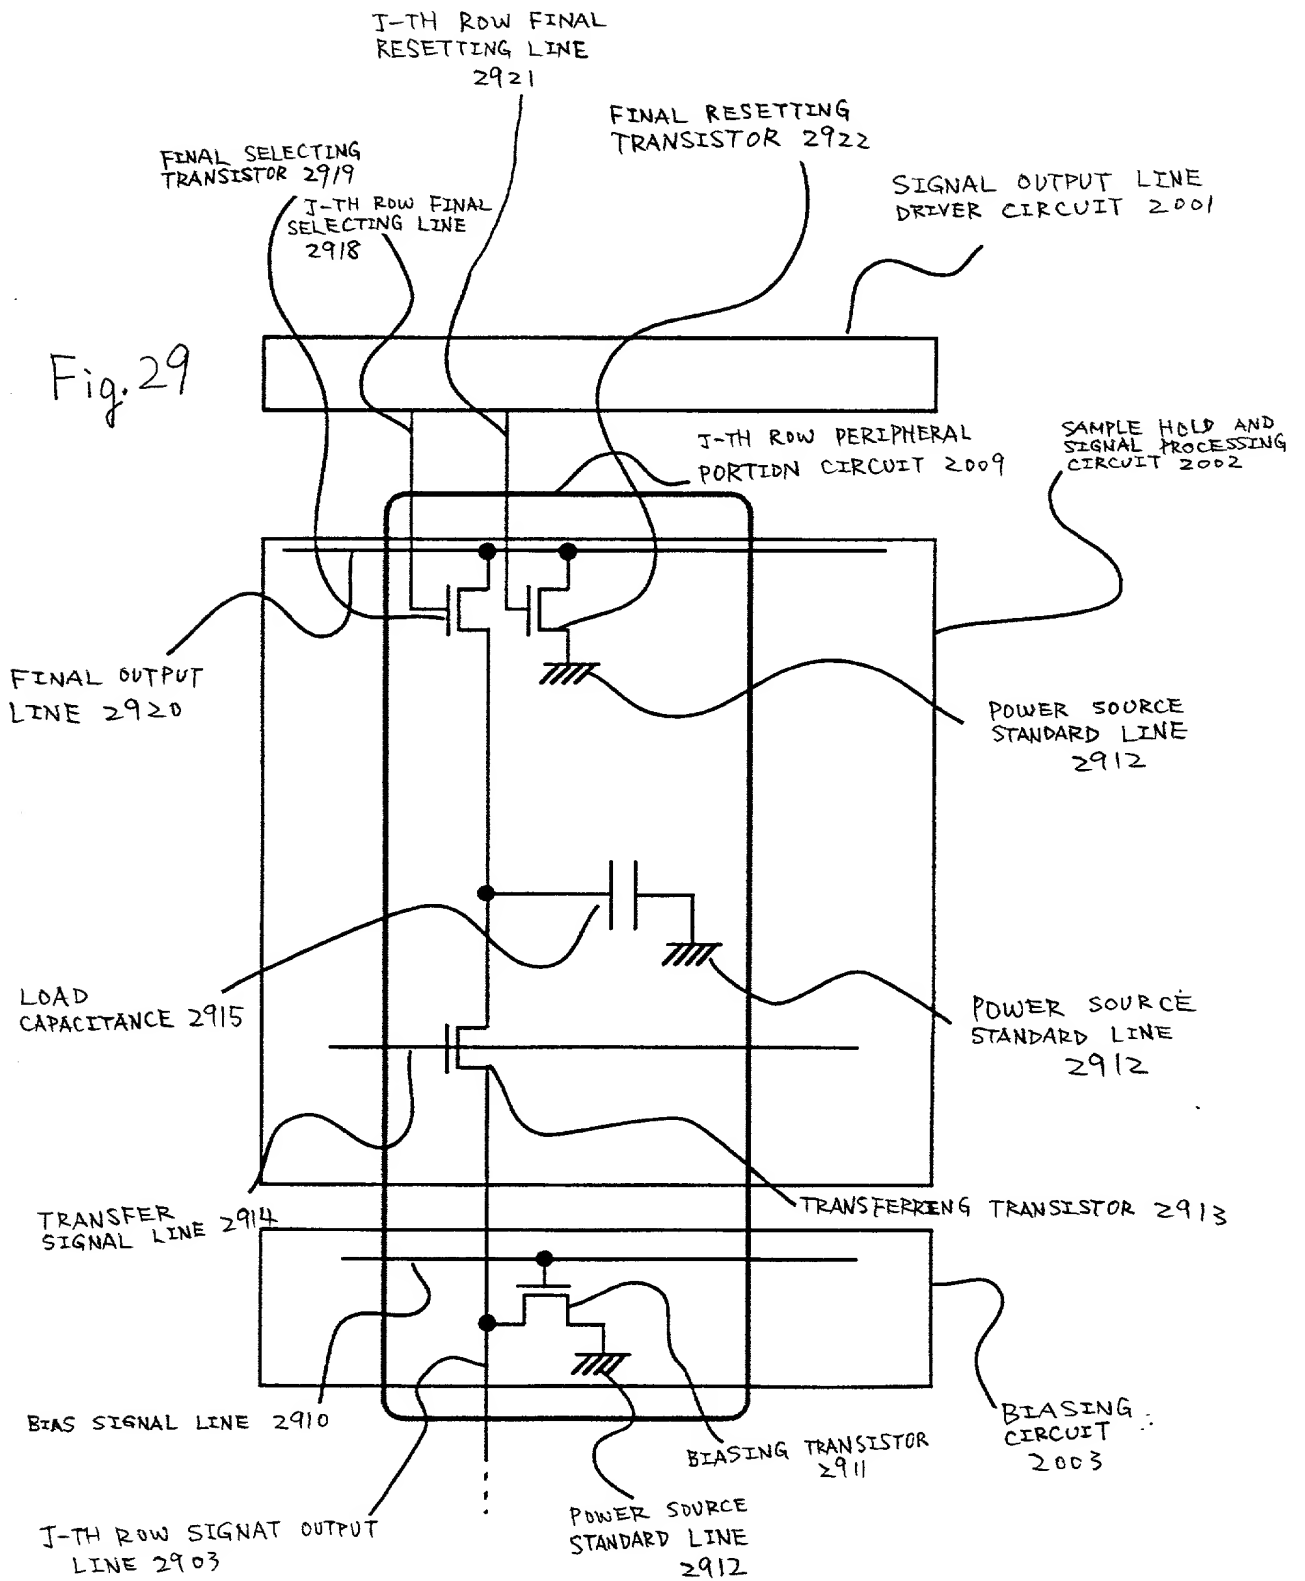 J-TH ROW FINAL
RESETTING LINE
2921
FINAL RESETTING
TRANSISTOR 2922
FINAL SELECTING
TRANSISTOR 2919
J-TH ROW FINAL
SELECTING LINE
2918
SIGNAL OUTPUT LINE
DRIVER CIRCUIT 2001
Fig. 29
J-TH ROW PERIPHERAL
PORTION CIRCUIT 2009
SAMPLE HOLD AND
SIGNAL PROCESSING
CIRCUIT 2002
FINAL OUTPUT
LINE 2920
POWER SOURCE
STANDARD LINE
2912
LOAD
CAPACITANCE 2915
POWER SOURCE
STANDARD LINE
2912
TRANSFER
SIGNAL LINE 2914
TRANSFERRING TRANSISTOR 2913
BIAS SIGNAL LINE 2910
BIASING TRANSISTOR
2911
BIASING
CIRCUIT
2003
J-TH ROW SIGNAT OUTPUT
LINE 2903
POWER SOURCE
STANDARD LINE
2912